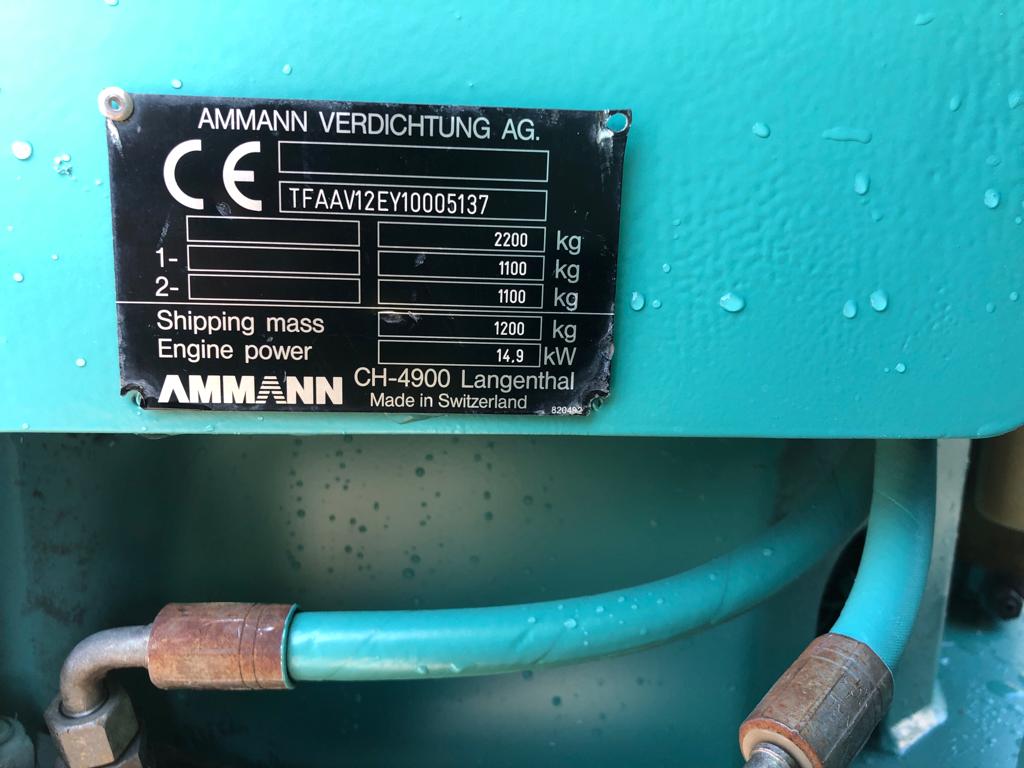 AMMANN VERDICHTUNG AG.
CE
TFAAV12EY10005137
2200 kg
1- 1100 kg
2- 1100 kg
Shipping mass 1200 kg
Engine power 14.9 kW
AMMANN CH-4900 Langenthal
Made in Switzerland
820492